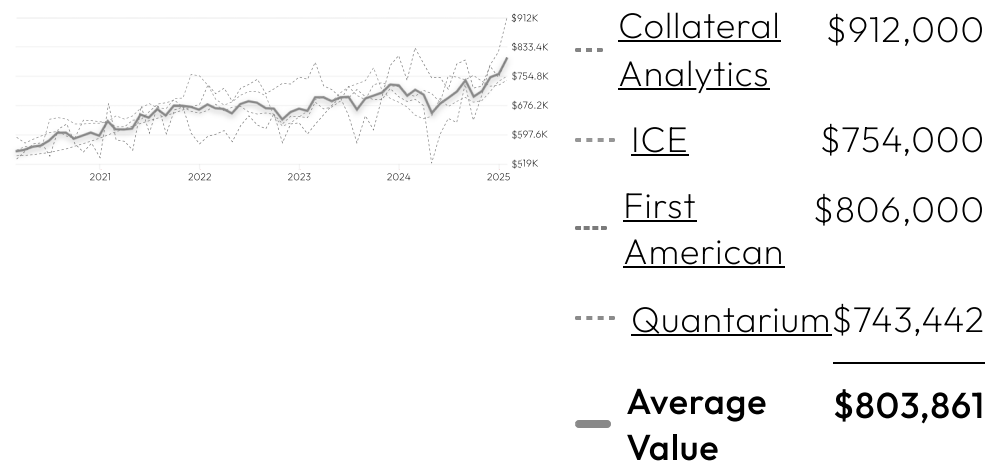 $912K
$833.4K
$754.8K
$676.2K
$597.6K
$519K
2021 2022 2023 2024 2025
Collateral $912,000
Analytics
ICE $754,000
First $806,000
American
Quantarium $743,442
Average $803,861
Value